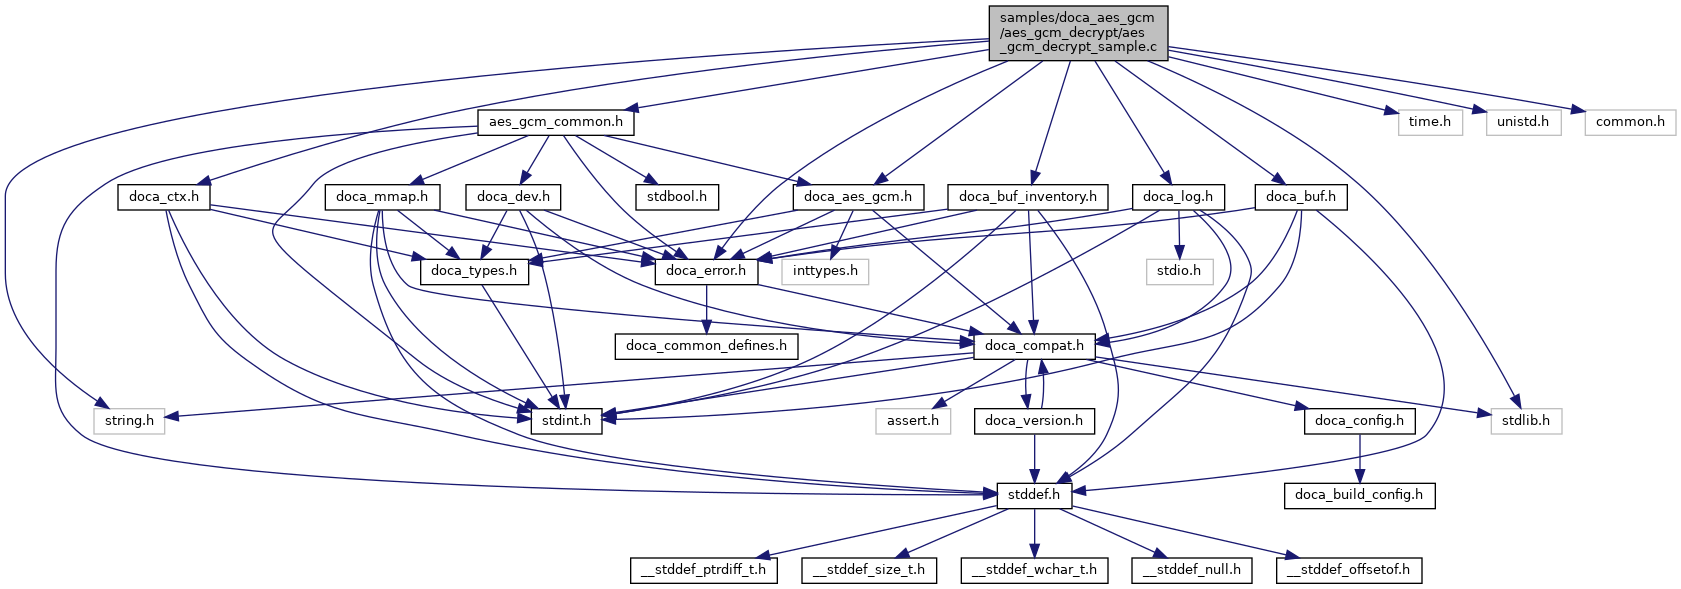 samples/doca_aes_gcm
/aes_gcm_decrypt/aes
_gcm_decrypt_sample.c
aes_gcm_common.h
time.h
unistd.h
common.h
doca_ctx.h
doca_mmap.h
doca_dev.h
stdbool.h
doca_aes_gcm.h
doca_buf_inventory.h
doca_log.h
doca_buf.h
doca_types.h
doca_error.h
inttypes.h
stdio.h
doca_common_defines.h
doca_compat.h
string.h
stdint.h
assert.h
doca_version.h
doca_config.h
stdlib.h
stddef.h
doca_build_config.h
__stddef_ptrdiff_t.h
__stddef_size_t.h
__stddef_wchar_t.h
__stddef_null.h
__stddef_offsetof.h